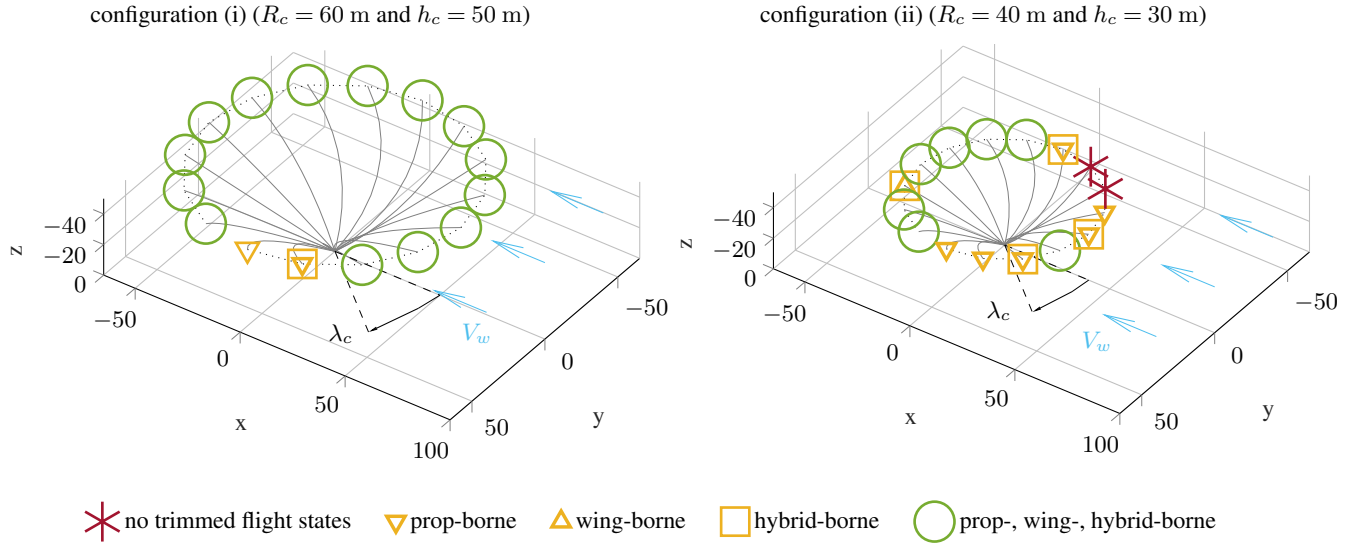 configuration (i) (R_c = 60 m and h_c = 50 m)
configuration (ii) (R_c = 40 m and h_c = 30 m)
z
−40
−20
0
−50
0
50
100
x
50
0
−50
y
λ_c
V_w
z
−40
−20
0
−50
0
50
100
x
50
0
−50
y
λ_c
V_w
no trimmed flight states
prop-borne
wing-borne
hybrid-borne
prop-, wing-, hybrid-borne